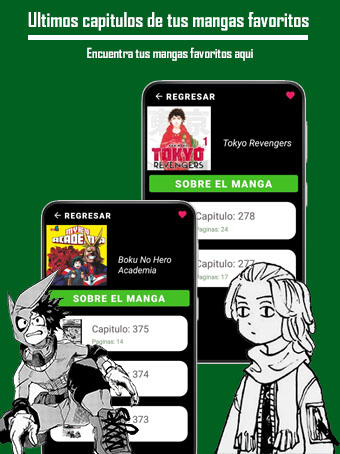 Ultimos capitulos de tus mangas favoritos
Encuentra tus mangas favoritos aqui
← REGRESAR
TOKYO
REVENGERS
1
Tokyo Revengers
SOBRE EL MANGA
Capitulo: 278
Paginas: 24
Capitulo: 277
Paginas: 17
← REGRESAR
MY HERO
ACADEMIA
Boku No Hero
Academia
SOBRE EL MANGA
Capitulo: 375
Paginas: 14
374
373